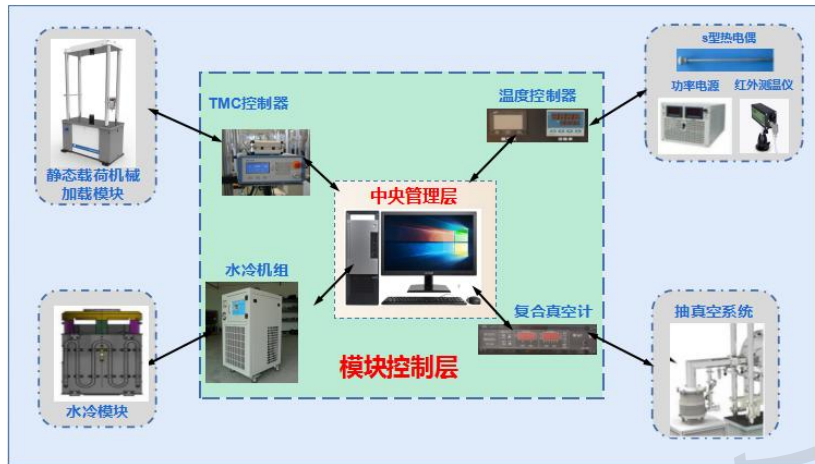 s型热电偶
功率电源 红外测温仪
TMC控制器
温度控制器
静态载荷机械
加载模块
中央管理层
水冷机组
复合真空计
抽真空系统
模块控制层
水冷模块